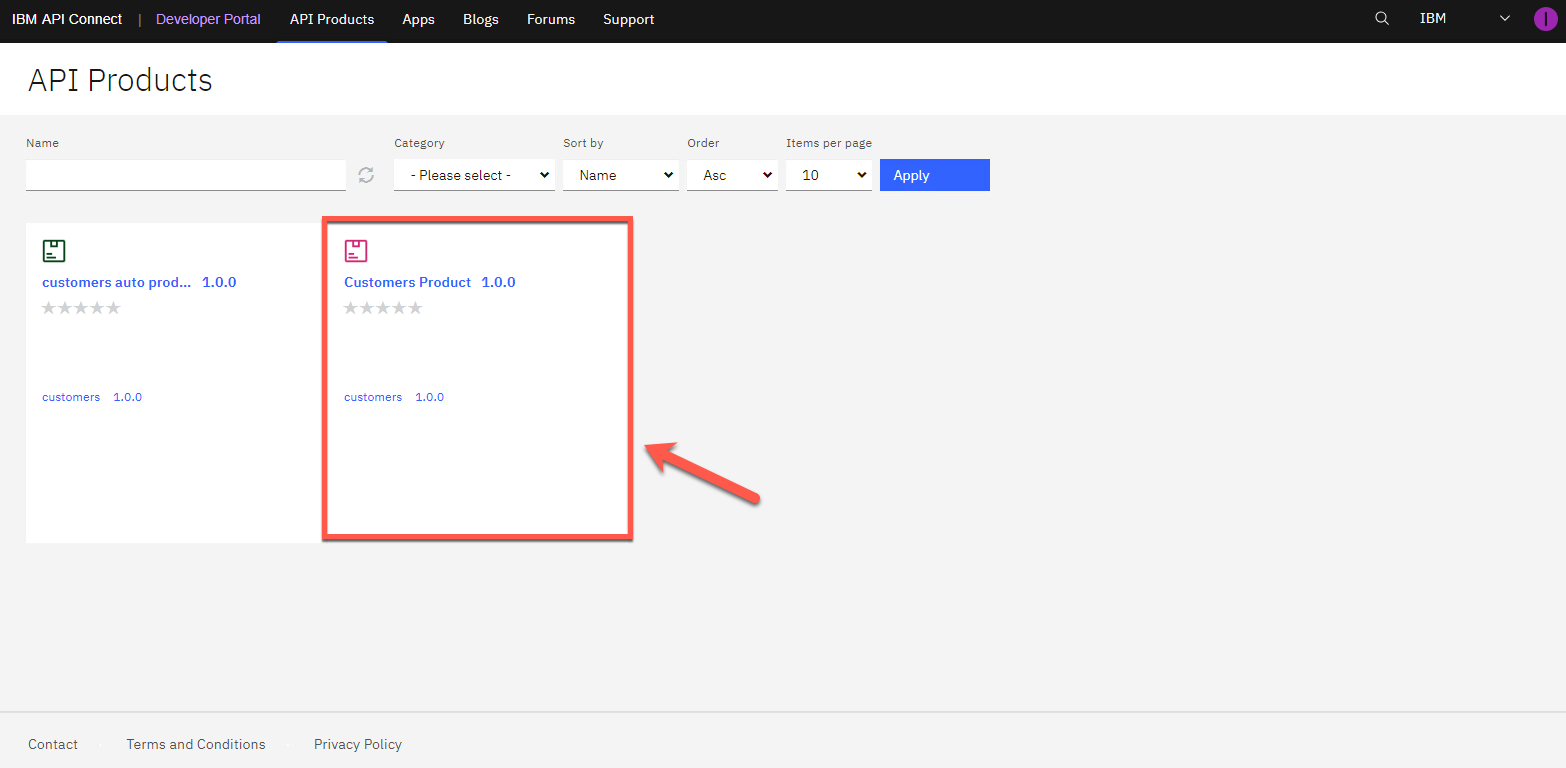 IBM API Connect | Developer Portal API Products Apps Blogs Forums Support IBM I
API Products
Name Category Sort by Order Items per page
- Please select - Name Asc 10 Apply
customers auto prod... 1.0.0
customers 1.0.0
Customers Product 1.0.0
customers 1.0.0
Contact Terms and Conditions Privacy Policy